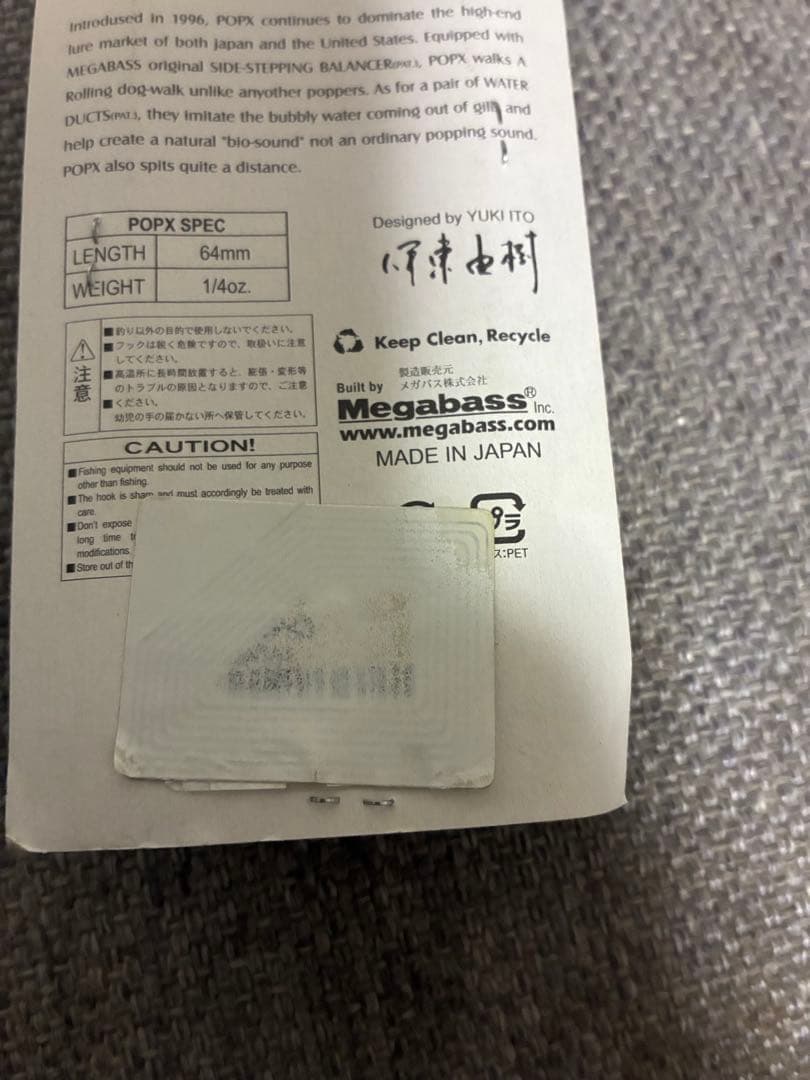 Introdused in 1996, POPX continues to dominate the high-end
lure market of both Japan and the United States. Equipped with
MEGABASS original SIDE-STEPPING BALANCER(PAT.), POPX walks A
Rolling dog-walk unlike anyother poppers. As for a pair of WATER
DUCTS(PAT.), they imitate the bubbly water coming out of gills and
help create a natural "bio-sound" not an ordinary popping sound.
POPX also spits quite a distance.
POPX SPEC
LENGTH 64mm
WEIGHT 1/4oz.
Designed by YUKI ITO
伊東由樹
注意
■釣り以外の目的で使用しないでください。
■フックは鋭く危険ですので、取扱いに注意
してください。
■高温所に長時間放置すると、膨張・変形等
のトラブルの原因となりますので、ご注意
■ください。
幼児の手の届かない所へ保管してください。
Keep Clean, Recycle
製造販売元
Built by メガバス株式会社
Megabass® Inc.
www.megabass.com
MADE IN JAPAN
CAUTION!
■Fishing equipment should not be used for any purpose
other than fishing.
■The hook is sharp and must accordingly be treated with
care.
■Don't expose
long time
modifications.
■Store out of th
プラ
ス:PET